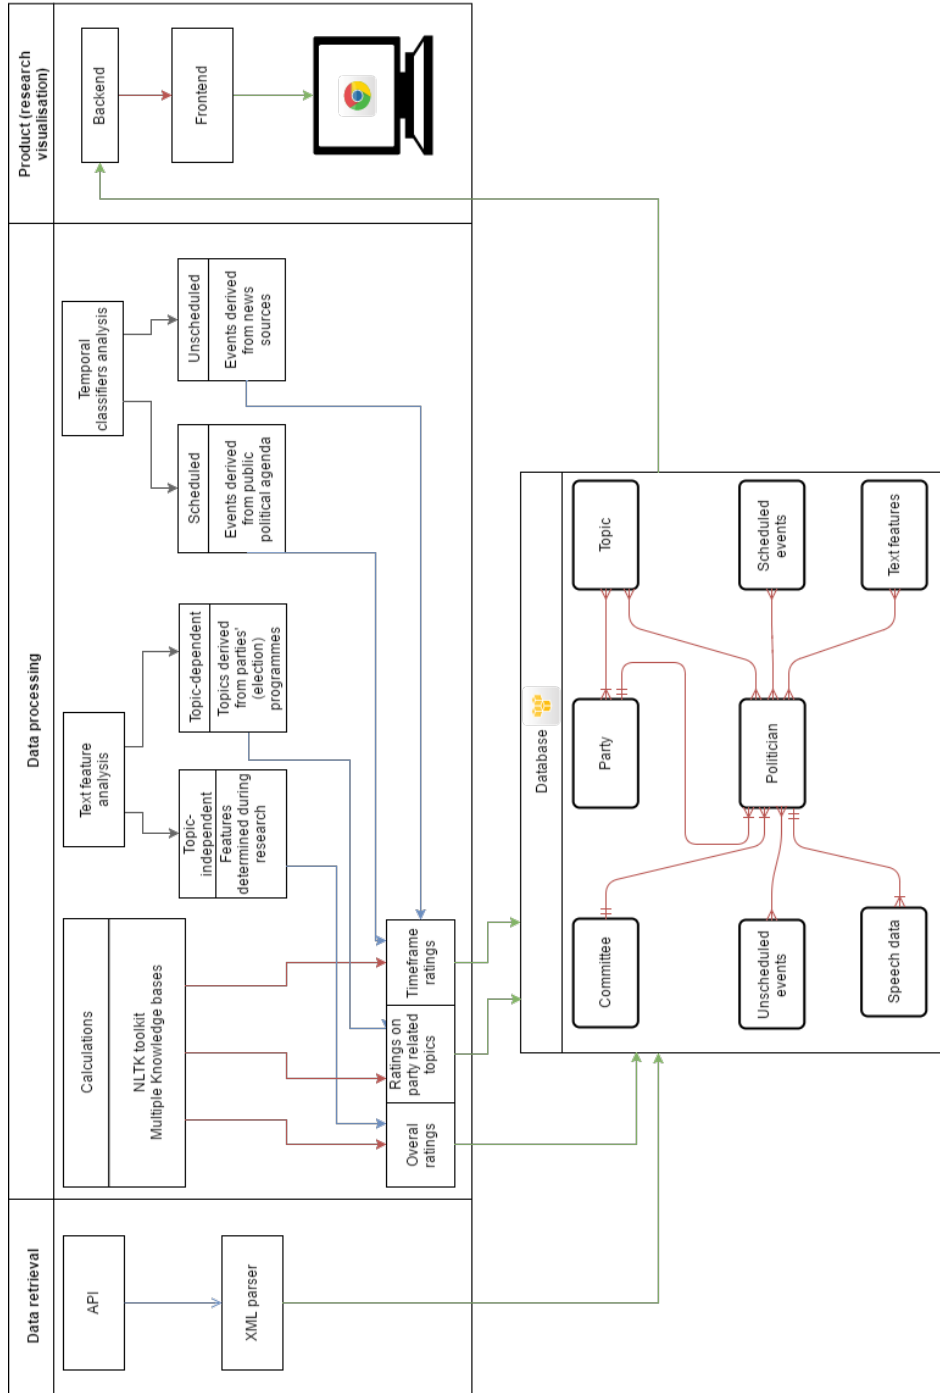 Data retrieval
API
XML parser
Data processing
Calculations
NLTK toolkit
Multiple Knowledge bases
Text feature
analysis
Topic-
independent
Features
determined during
research
Topic-dependent
Topics derived
from parties'
(election)
programmes
Temporal
classifiers analysis
Scheduled
Events derived
from public
political agenda
Unscheduled
Events derived
from news
sources
Overal
ratings
Ratings on
party related
topics
Timeframe
ratings
Product (research
visualisation)
Backend
Frontend
Database
Committee
Party
Topic
Unscheduled
events
Politician
Scheduled
events
Speech data
Text features